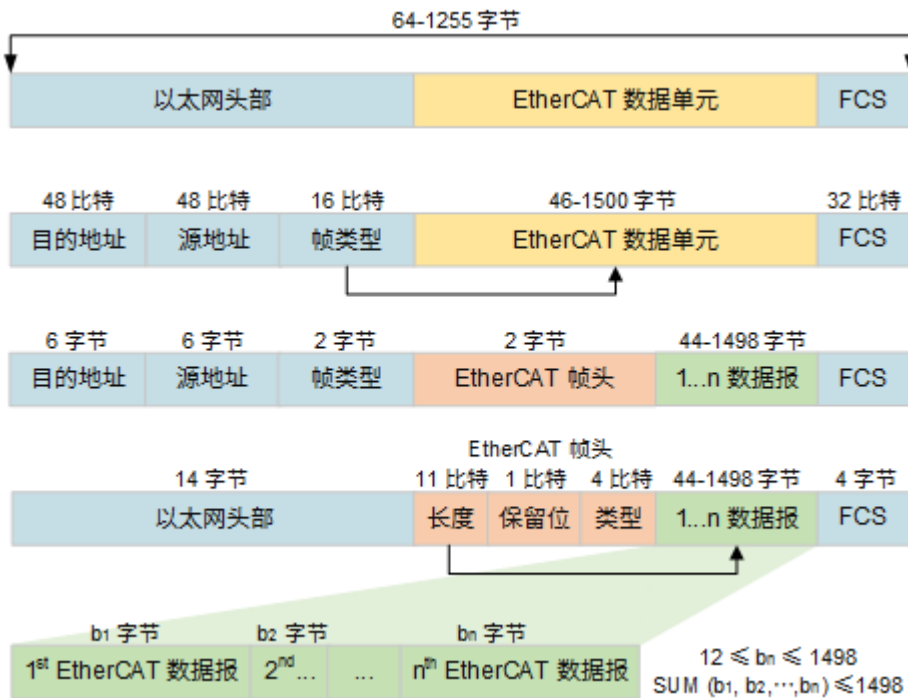 64-1255 字节
以太网头部 EtherCAT 数据单元 FCS
48 比特 48 比特 16 比特 46-1500 字节 32 比特
目的地址 源地址 帧类型 EtherCAT 数据单元 FCS
6 字节 6 字节 2 字节 2 字节 44-1498 字节
目的地址 源地址 帧类型 EtherCAT 帧头 1...n 数据报 FCS
EtherCAT 帧头
14 字节 11 比特 1 比特 4 比特 44-1498 字节 4 字节
以太网头部 长度 保留位 类型 1...n 数据报 FCS
b1 字节 b2 字节 bn 字节
1st EtherCAT 数据报 2nd... ... nth EtherCAT 数据报
12 ≤ bn ≤ 1498
SUM (b1, b2,⋯,bn) ≤1498